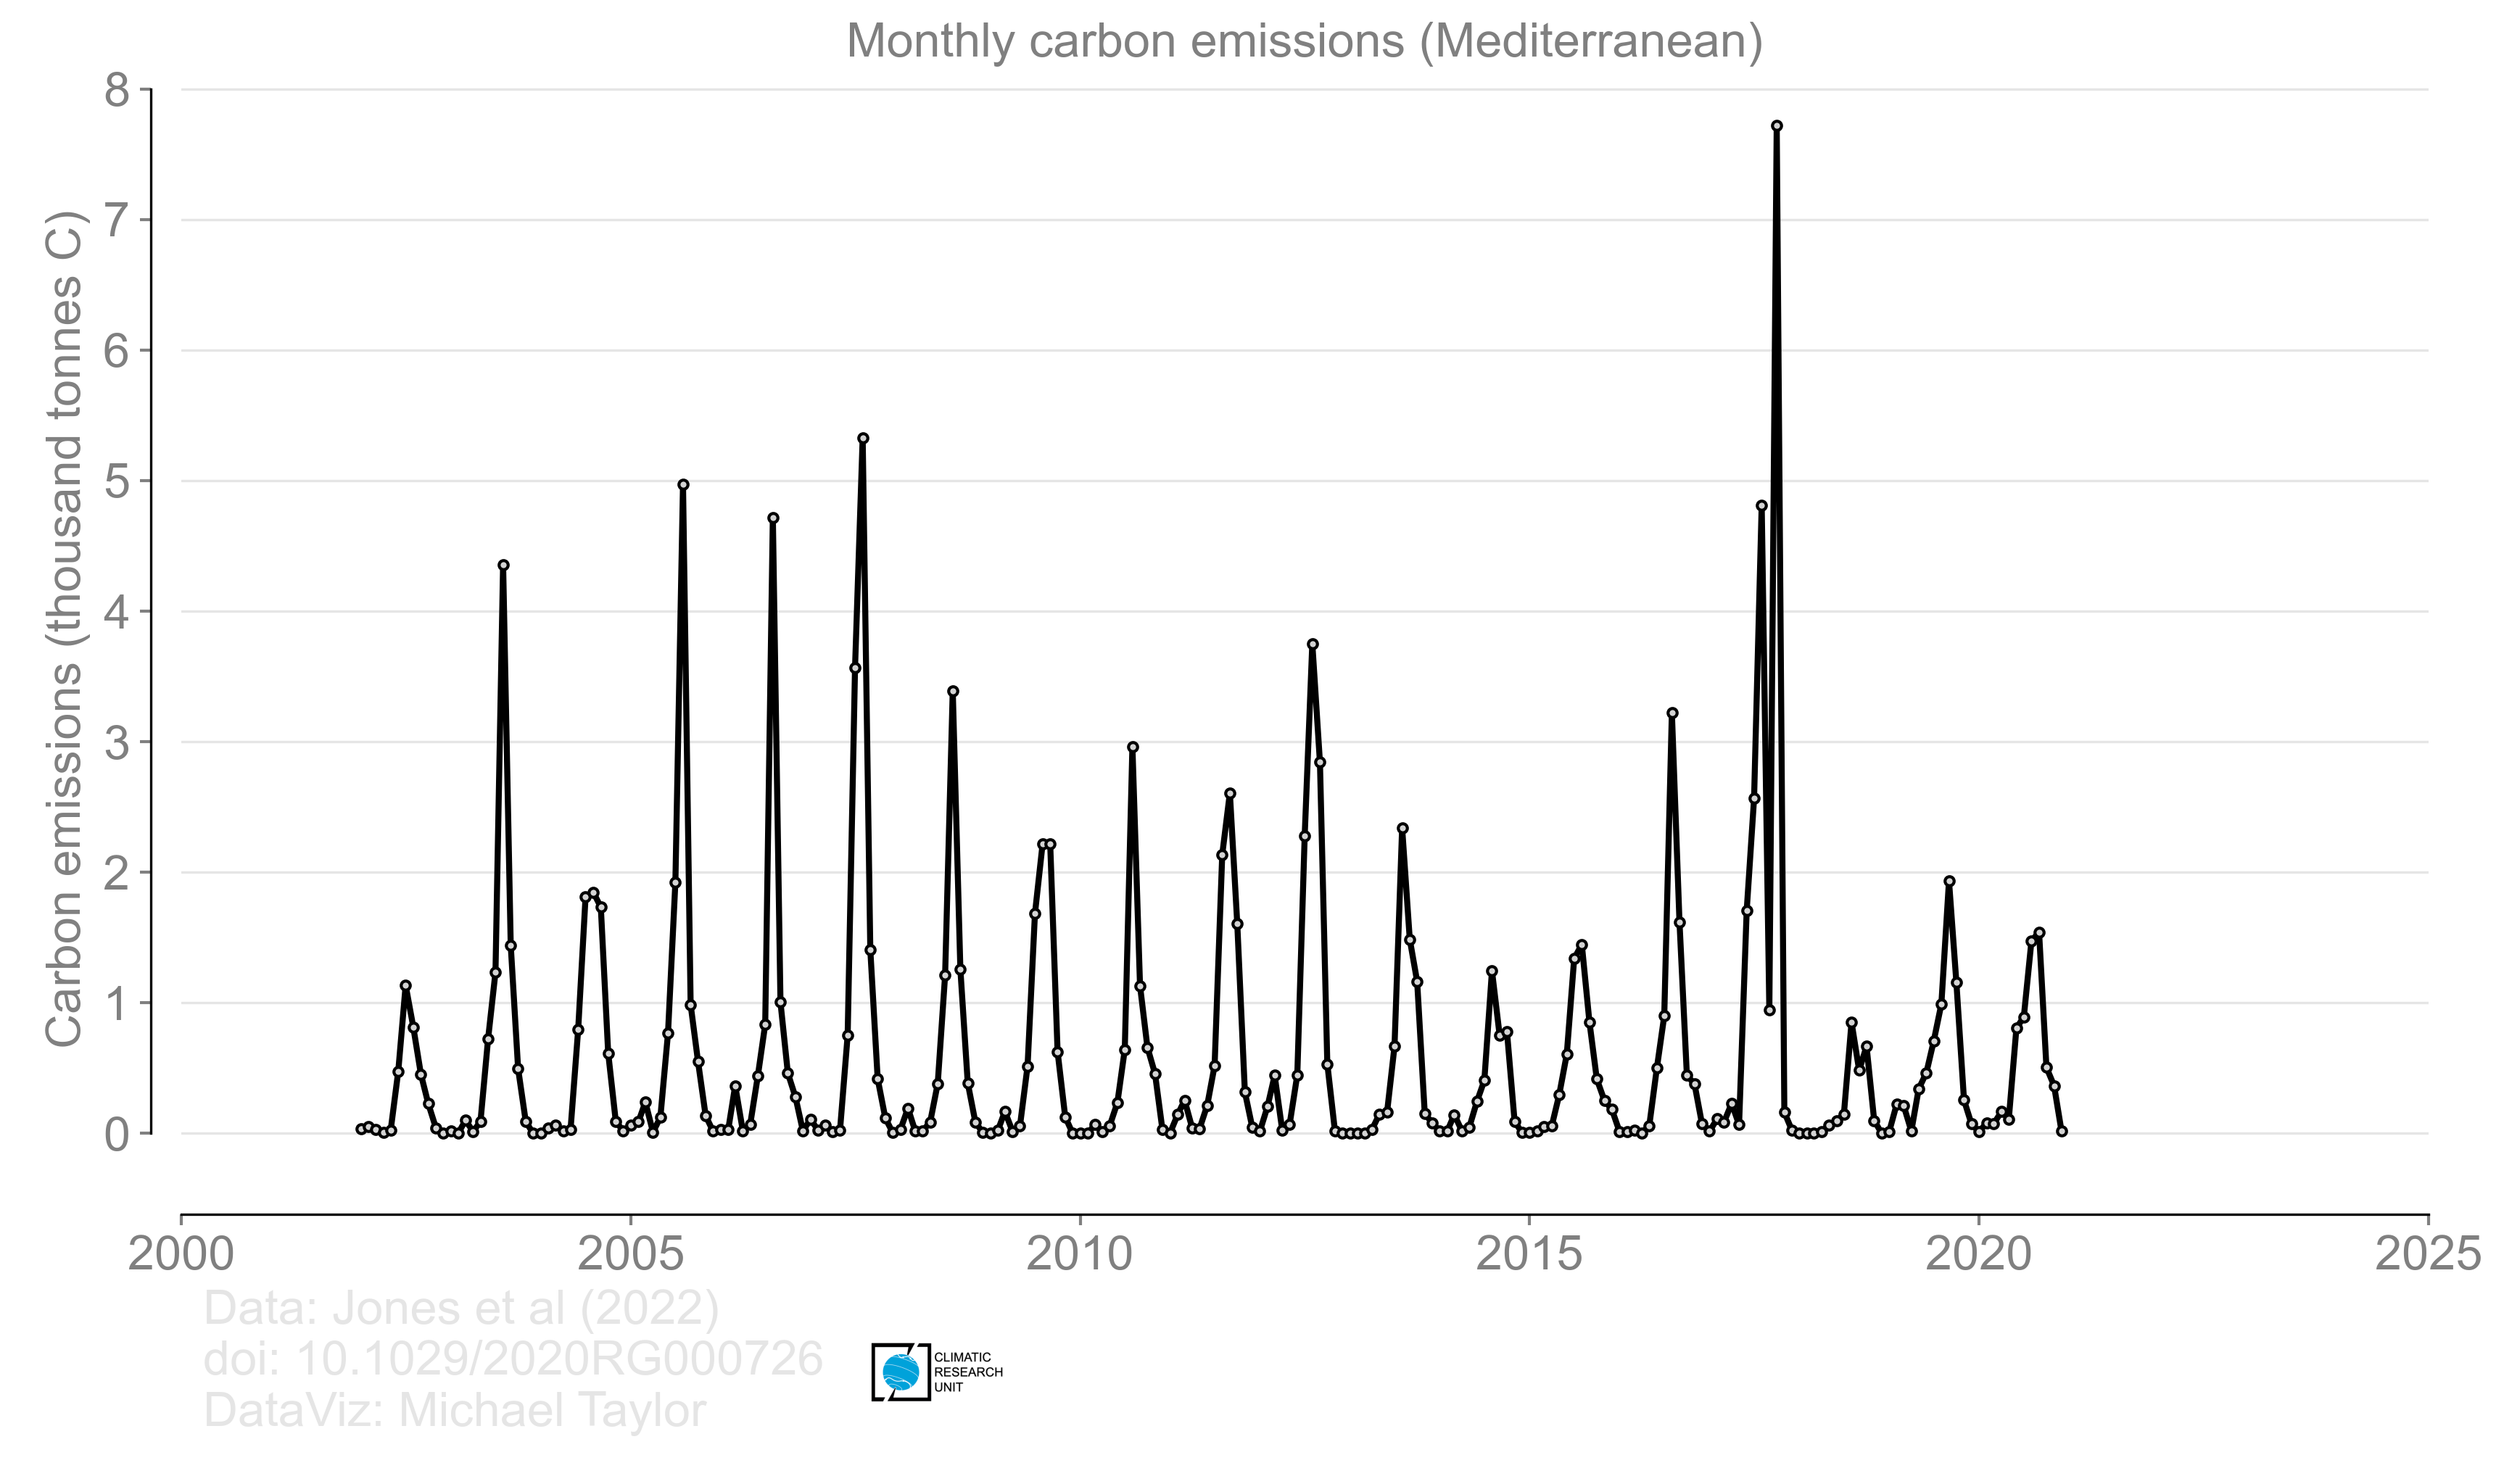 Monthly carbon emissions (Mediterranean)
Carbon emissions (thousand tonnes C)
8
7
6
5
4
3
2
1
0
2000 2005 2010 2015 2020 2025
Data: Jones et al (2022)
doi: 10.1029/2020RG000726
DataViz: Michael Taylor
CLIMATIC
RESEARCH
UNIT